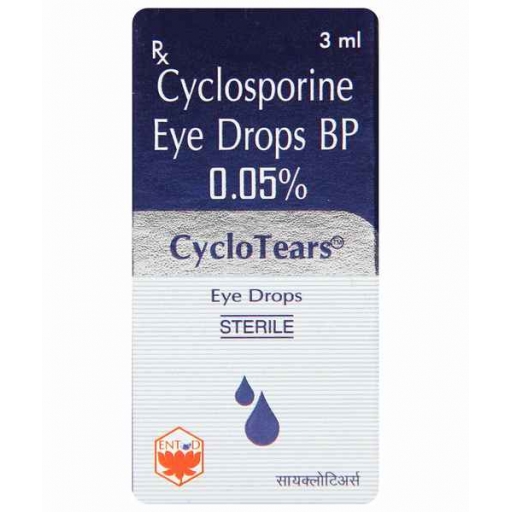 Rx 3 ml
Cyclosporine
Eye Drops BP
0.05%
CycloTears
Eye Drops
STERILE
ENTOD
सायक्लोटिअर्स